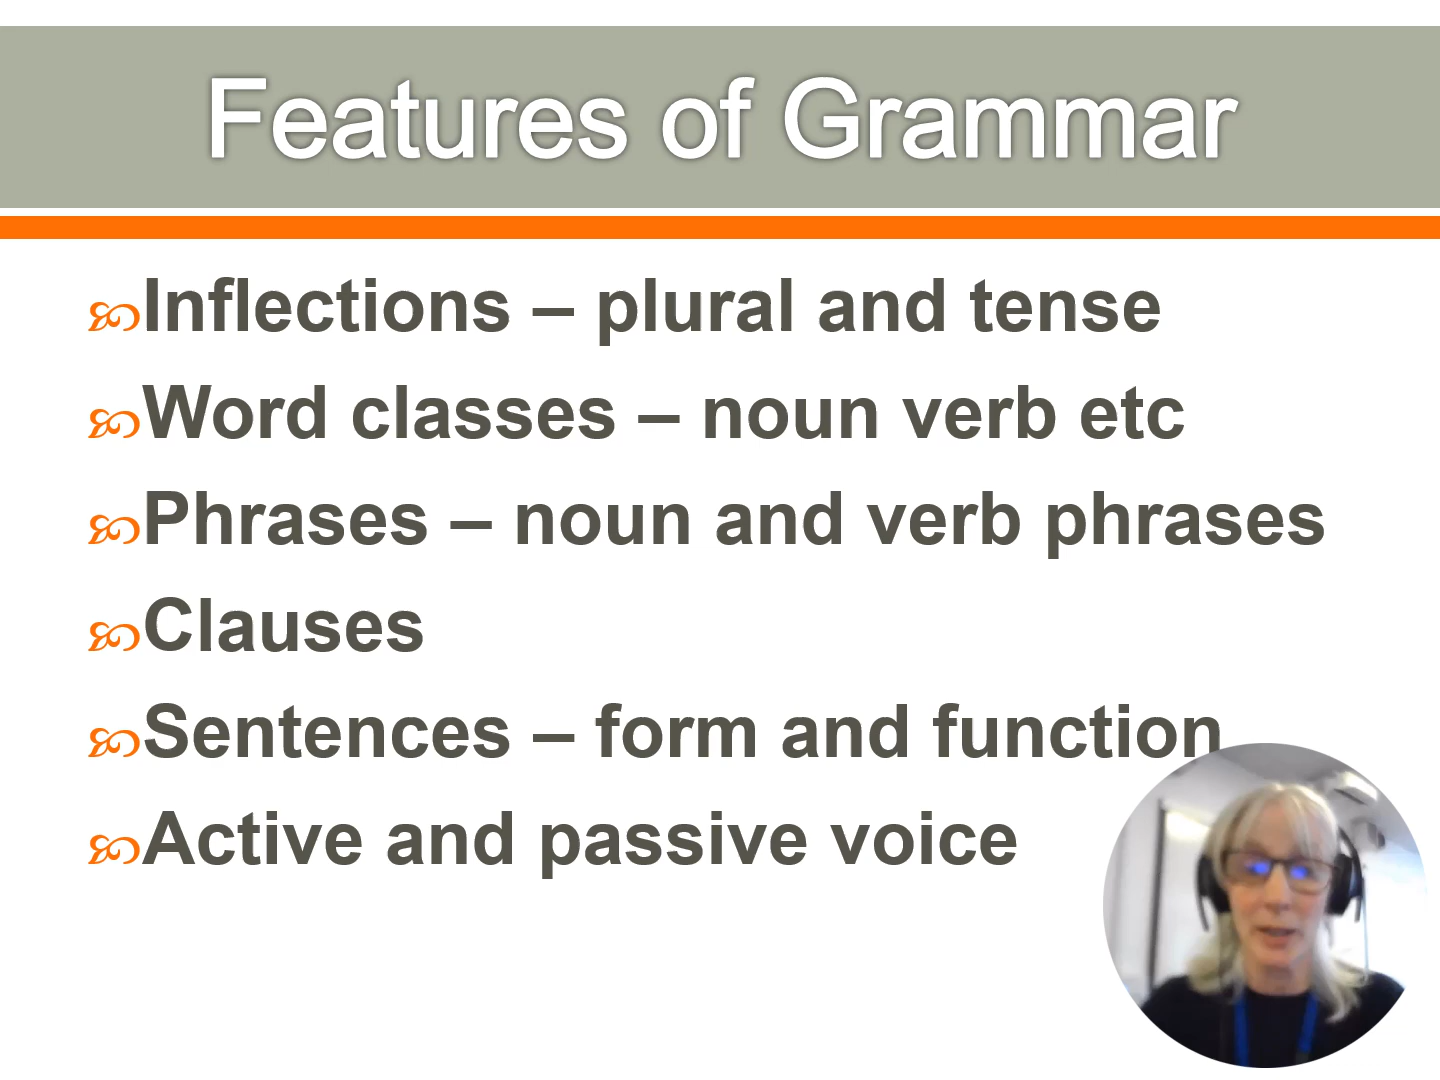 Features of Grammar
Inflections – plural and tense
Word classes – noun verb etc
Phrases – noun and verb phrases
Clauses
Sentences – form and function
Active and passive voice